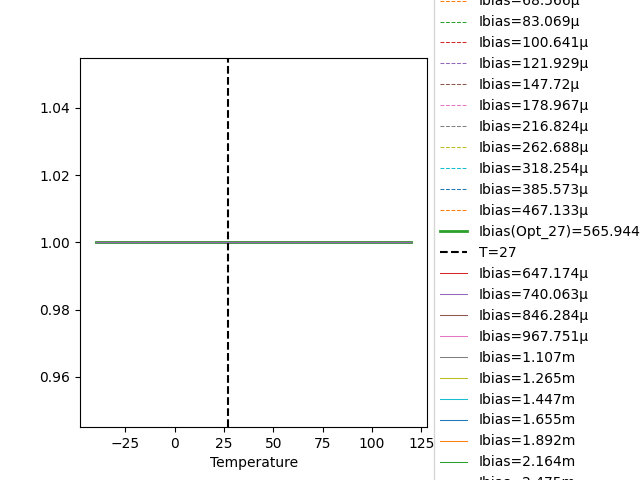 1.04
1.02
1.00
0.98
0.96
−25
0
25
50
75
100
125
Temperature
Ibias=68.566µ
Ibias=83.069µ
Ibias=100.641µ
Ibias=121.929µ
Ibias=147.72µ
Ibias=178.967µ
Ibias=216.824µ
Ibias=262.688µ
Ibias=318.254µ
Ibias=385.573µ
Ibias=467.133µ
Ibias(Opt_27)=565.944
T=27
Ibias=647.174µ
Ibias=740.063µ
Ibias=846.284µ
Ibias=967.751µ
Ibias=1.107m
Ibias=1.265m
Ibias=1.447m
Ibias=1.655m
Ibias=1.892m
Ibias=2.164m